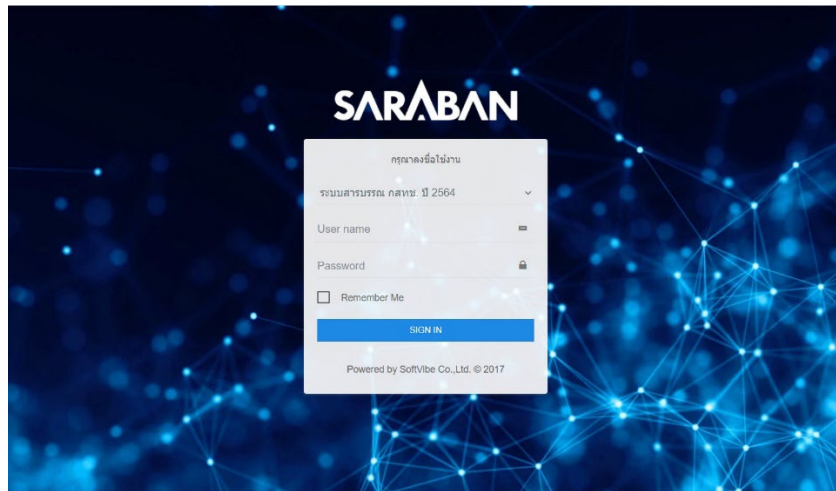 SARABAN
กรุณาลงชื่อใช้งาน
ระบบสารบรรณ กสทช. ปี 2564
User name
Password
Remember Me
SIGN IN
Powered by SoftVibe Co.,Ltd. © 2017